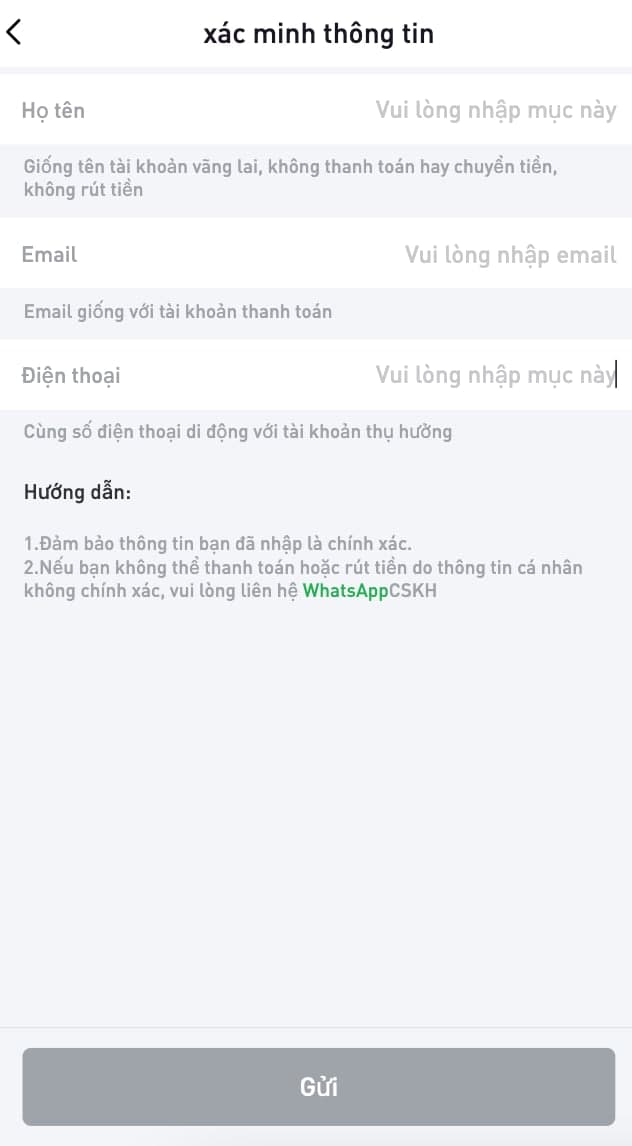 xác minh thông tin
Họ tên
Vui lòng nhập mục này
Giống tên tài khoản vãng lai, không thanh toán hay chuyển tiền,
không rút tiền
Email
Vui lòng nhập email
Email giống với tài khoản thanh toán
Điện thoại
Vui lòng nhập mục này
Cùng số điện thoại di động với tài khoản thụ hưởng
Hướng dẫn:
1.Đảm bảo thông tin bạn đã nhập là chính xác.
2.Nếu bạn không thể thanh toán hoặc rút tiền do thông tin cá nhân
không chính xác, vui lòng liên hệ WhatsAppCSKH
Gửi